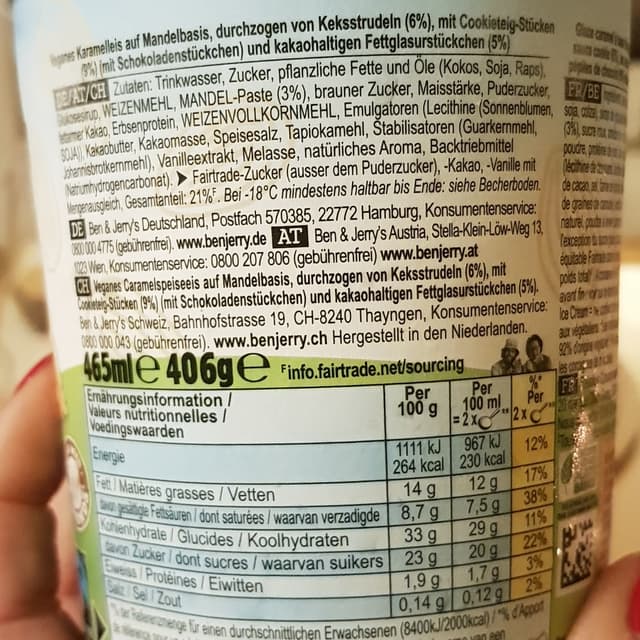 Karamelleis auf Mandelbasis, durchzogen von Keksstrudeln (6%), mit Cookieteig-Stücken
(9%) (mit Schokoladenstückchen) und kakaohaltigen Fettglasurstückchen (5%)
DE/AT/CH Zutaten: Trinkwasser, Zucker, pflanzliche Fette und Öle (Kokos, Soja, Raps),
WEIZENMEHL, MANDEL-Paste (3%), brauner Zucker, Maisstärke, Puderzucker,
Kakao, Erbsenprotein, WEIZENVOLLKORNMEHL, Emulgatoren (Lecithine (Sonnenblumen,
SOJA)), Kakaobutter, Kakaomasse, Speisesalz, Tapiokamehl, Stabilisatoren (Guarkernmehl,
Johannisbrotkernmehl), Vanilleextrakt, Melasse, natürliches Aroma, Backtriebmittel
(Natriumhydrogencarbonat). ➤ Fairtrade-Zucker (ausser dem Puderzucker), -Kakao, -Vanille mit
Mengenausgleich, Gesamtanteil: 21%ᶠ. Bei -18°C mindestens haltbar bis Ende: siehe Becherboden.
DE Ben & Jerry's Deutschland, Postfach 570385, 22772 Hamburg, Konsumentenservice:
0800 000 4775 (gebührenfrei). www.benjerry.de AT Ben & Jerry's Austria, Stella-Klein-Löw-Weg 13,
1023 Wien, Konsumentenservice: 0800 207 806 (gebührenfrei) www.benjerry.at
CH Veganes Caramelspeiseeis auf Mandelbasis, durchzogen von Keksstrudeln (6%), mit
Cookieteig-Stücken (9%) (mit Schokoladenstückchen) und kakaohaltigen Fettglasurstückchen (5%).
Ben & Jerry's Schweiz, Bahnhofstrasse 19, CH-8240 Thayngen, Konsumentenservice:
0800 000 043 (gebührenfrei). www.benjerry.ch Hergestellt in den Niederlanden.
465ml e 406g e ᶠinfo.fairtrade.net/sourcing
Ernährungsinformation /
Valeurs nutritionnelles /
Voedingswaarden
Per 100 g
Per 100 ml = 2 x **
%* Per 2 x **
Energie 1111 kJ 967 kJ 12%
264 kcal 230 kcal
Fett / Matières grasses / Vetten 14 g 12 g 17%
davon gesättigte Fettsäuren / dont saturées / waarvan verzadigde 8,7 g 7,5 g 38%
Kohlenhydrate / Glucides / Koolhydraten 33 g 29 g 11%
davon Zucker / dont sucres / waarvan suikers 23 g 20 g 22%
Eiweiss / Protéines / Eiwitten 1,9 g 1,7 g 3%
Salz / Sel / Zout 0,14 g 0,12 g 2%
der Referenzmenge für einen durchschnittlichen Erwachsenen (8400kJ/2000kcal) / *% d'Apport
FR/BE
FR